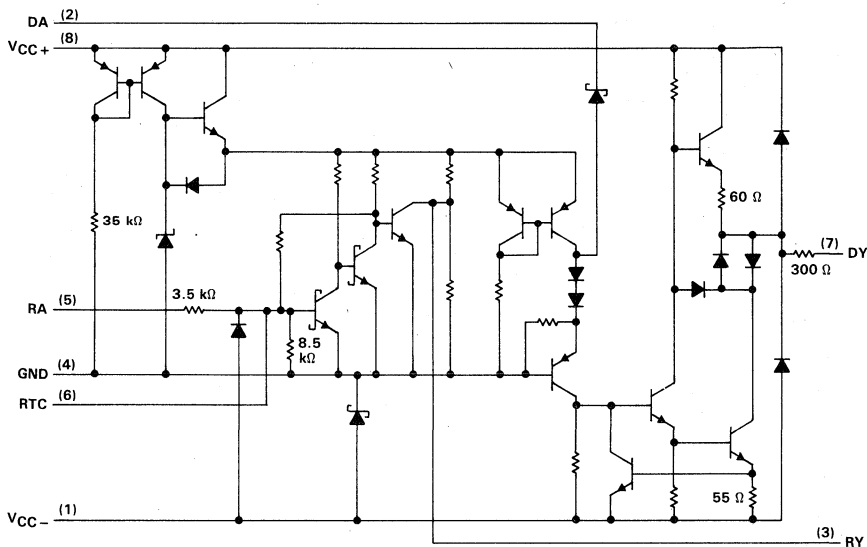 DA (2)
VCC+ (8)
35 kΩ
60 Ω
(7) DY
300 Ω
3.5 kΩ
RA (5)
8.5 kΩ
GND (4)
RTC (6)
55 Ω
VCC− (1)
(3) RY